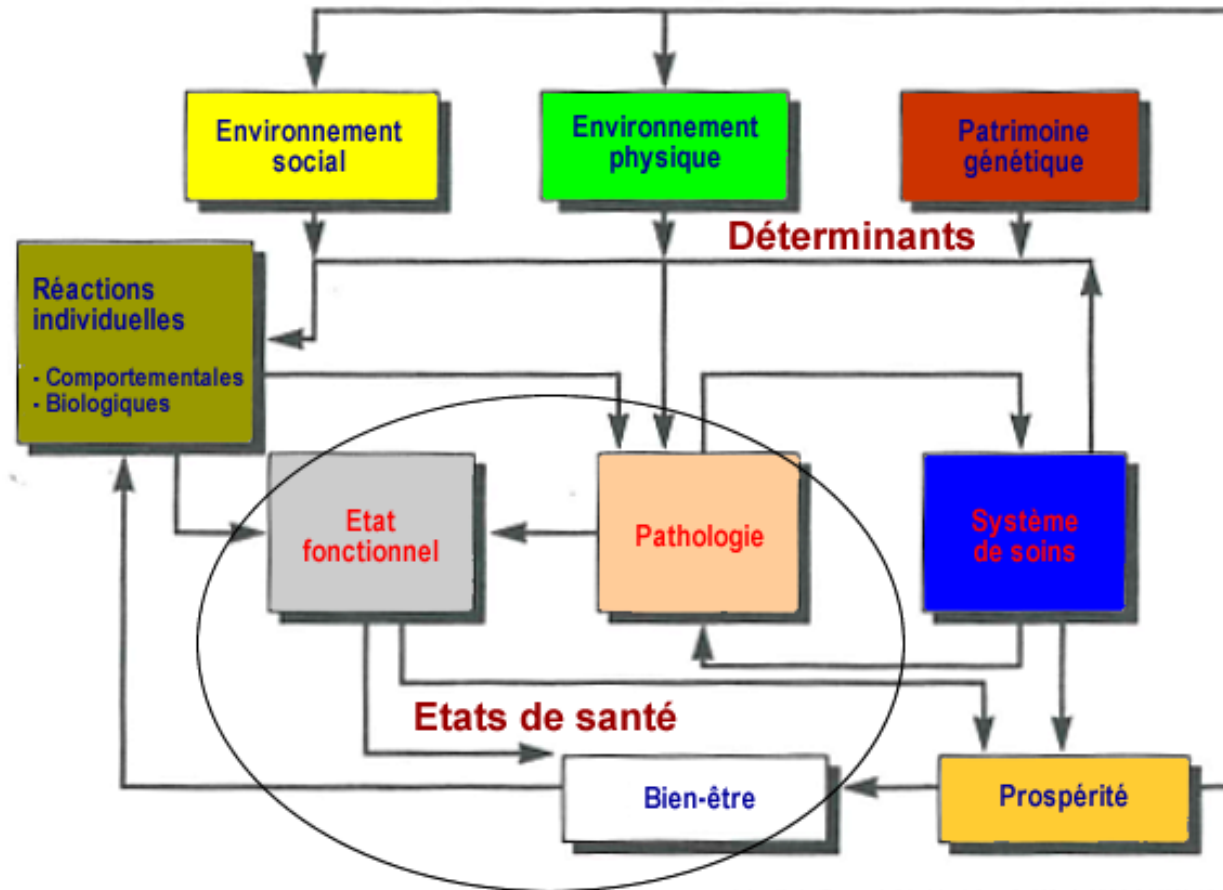 Environnement
social
Environnement
physique
Patrimoine
génétique
Déterminants
Réactions
individuelles
- Comportementales
- Biologiques
Etat
fonctionnel
Pathologie
Système
de soins
Etats de santé
Bien-être
Prospérité